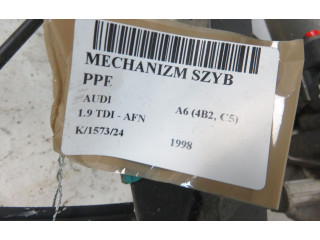 MECHANIZM SZYB
PPF
AUDI
A6 (4B2, C5)
1.9 TDI - AFN
K/1573/24
1998